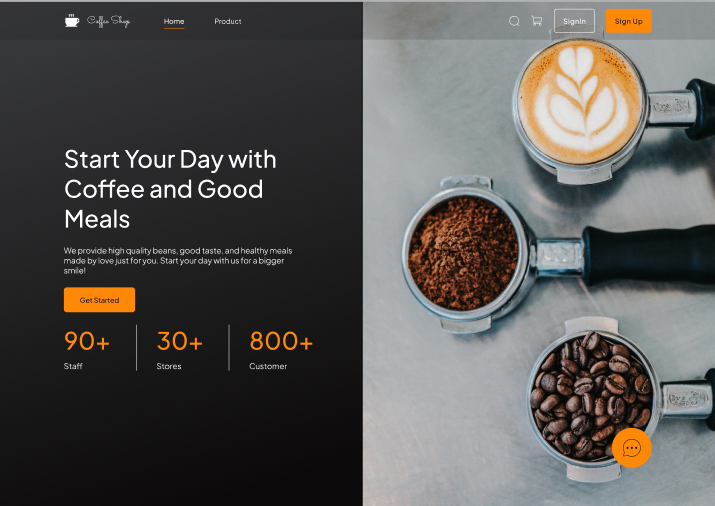 Coffee Shop
Home
Product
SignIn
Sign Up
Start Your Day with
Coffee and Good
Meals
We provide high quality beans, good taste, and healthy meals
made by love just for you. Start your day with us for a bigger
smile!
Get Started
90+
30+
800+
Staff
Stores
Customer